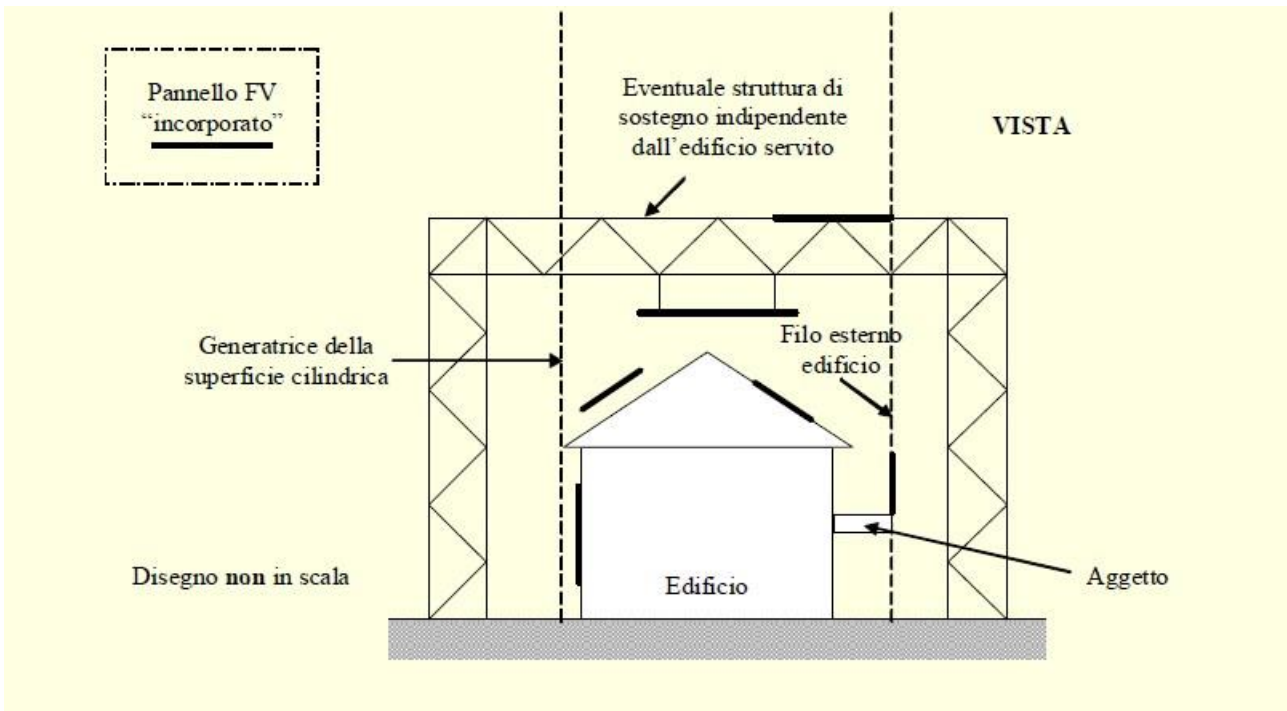 Pannello FV
“incorporato”
Eventuale struttura di
sostegno indipendente
dall’edificio servito
VISTA
Generatrice della
superficie cilindrica
Filo esterno
edificio
Disegno non in scala
Edificio
Aggetto